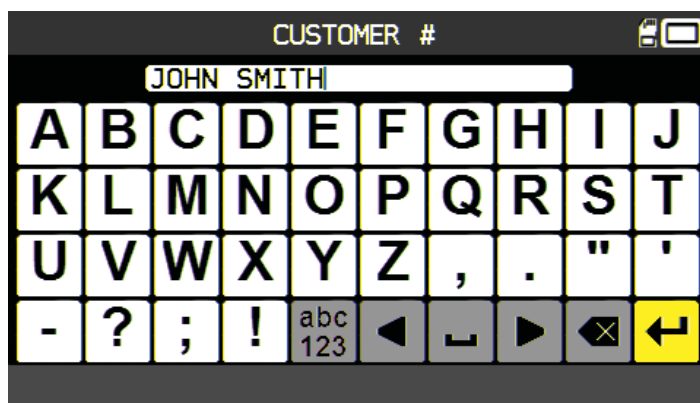 CUSTOMER #
JOHN SMITH
A B C D E F G H I J
K L M N O P Q R S T
U V W X Y Z , . " '
- ? ; ! abc
123